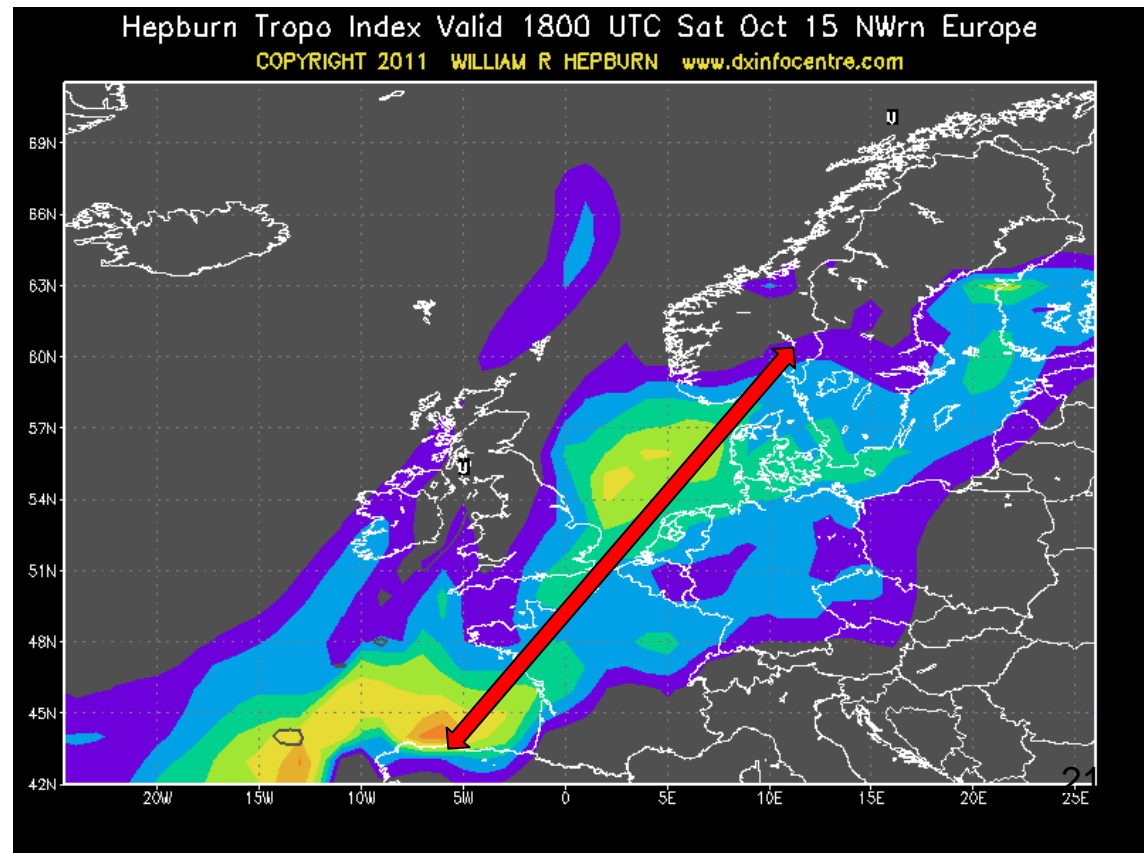 Hepburn Tropo Index Valid 1800 UTC Sat Oct 15 NWrn Europe
COPYRIGHT 2011 WILLIAM R HEPBURN www.dxinfocentre.com
U
69N
66N
63N
60N
57N
U
54N
51N
48N
45N
42N
21
20W 15W 10W 5W 0 5E 10E 15E 20E 25E